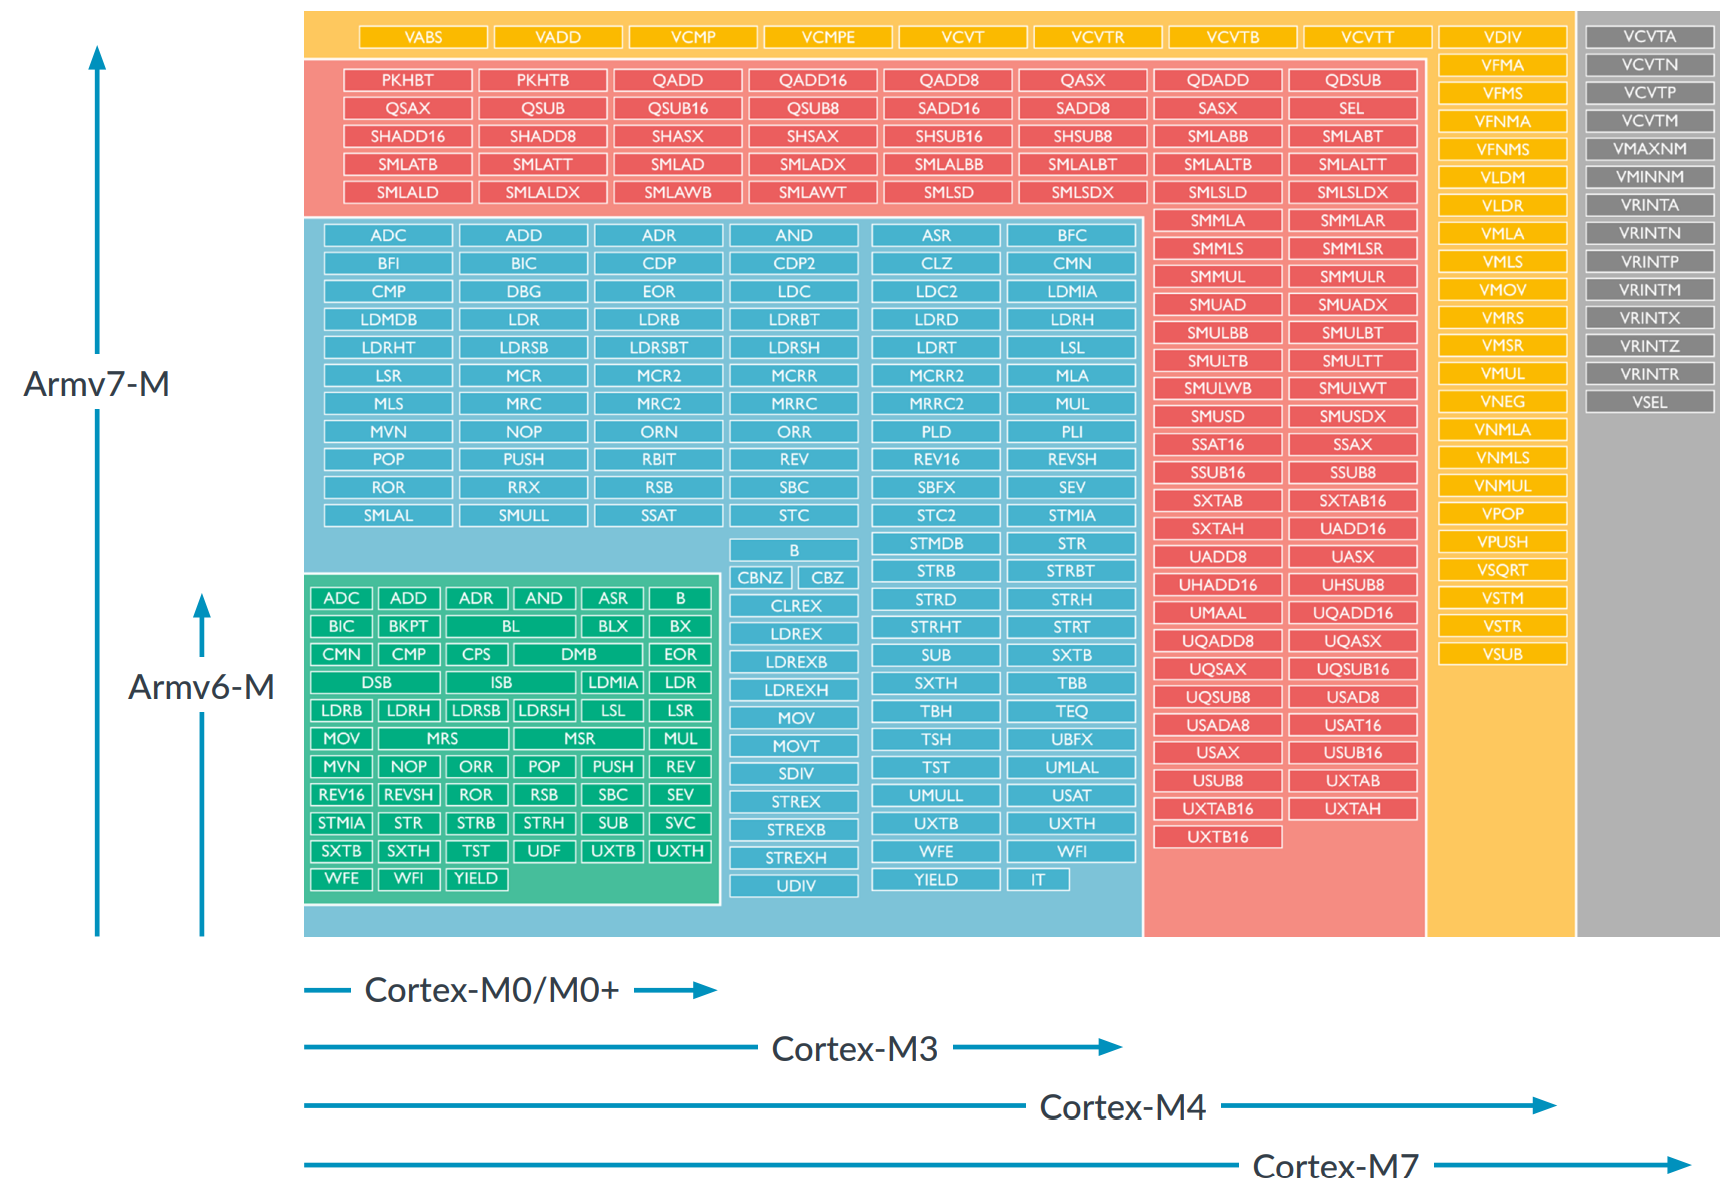 VABS VADD VCMP VCMPE VCVT VCVTR VCVTB VCVTT VDIV VCVTA
VFMA VCVTN
PKHBT PKHTB QADD QADD16 QADD8 QASX QDADD QDSUB VFMS VCVTP
QSAX QSUB QSUB16 QSUB8 SADD16 SADD8 SASX SEL VFNMA VCVTM
SHADD16 SHADD8 SHASX SHSAX SHSUB16 SHSUB8 SMLABB SMLABT VFNMS VMAXNM
SMLATB SMLATT SMLAD SMLADX SMLALBB SMLALBT SMLALTB SMLALTT VLDM VMINNM
SMLALD SMLALDX SMLAWB SMLAWT SMLSD SMLSDX SMLSLD SMLSLDX VLDR VRINTA
SMMLA SMMLAR VMLA VRINTN
ADC ADD ADR AND ASR BFC SMMLS SMMLSR VMLS VRINTP
BFI BIC CDP CDP2 CLZ CMN SMMUL SMMULR VMOV VRINTM
CMP DBG EOR LDC LDC2 LDMIA SMUAD SMUADX VMRS VRINTX
LDMDB LDR LDRB LDRBT LDRD LDRH SMULBB SMULBT VMSR VRINTZ
LDRHT LDRSB LDRSBT LDRSH LDRT LSL SMULTB SMULTT VMUL VRINTR
Armv7-M
LSR MCR MCR2 MCRR MCRR2 MLA SMULWB SMULWT VNEG VSEL
MLS MRC MRC2 MRRC MRRC2 MUL SMUSD SMUSDX VNMLA
MVN NOP ORN ORR PLD PLI SSAT16 SSAX VNMLS
POP PUSH RBIT REV REV16 REVSH SSUB16 SSUB8 VNMUL
ROR RRX RSB SBC SBFX SEV SXTAB SXTAB16 VPOP
SMLAL SMULL SSAT STC STC2 STMIA SXTAH UADD16 VPUSH
B STMDB STR UADD8 UASX VSQRT
CBNZ CBZ STRB STRBT UHADD16 UHSUB8 VSTM
ADC ADD ADR AND ASR B CLREX STRD STRH UMAAL UQADD16 VSTR
BIC BKPT BL BLX BX LDREX STRHT STRT UQADD8 UQASX VSUB
CMN CMP CPS DMB EOR LDREXB SUB SXTB UQSAX UQSUB16
Armv6-M
DSB ISB LDMIA LDR LDREXH SXTH TBB UQSUB8 USAD8
LDRB LDRH LDRSB LDRSH LSL LSR MOV TBH TEQ USADA8 USAT16
MOV MRS MSR MUL MOVT TSH UBFX USAX USUB16
MVN NOP ORR POP PUSH REV SDIV TST UMLAL USUB8 UXTAB
REV16 REVSH ROR RSB SBC SEV STREX UMULL USAT UXTAB16 UXTAH
STMIA STR STRB STRH SUB SVC STREXB UXTB UXTH UXTB16
SXTB SXTH TST UDF UXTB UXTH STREXH WFE WFI
WFE WFI YIELD UDIV YIELD IT
Cortex-M0/M0+
Cortex-M3
Cortex-M4
Cortex-M7